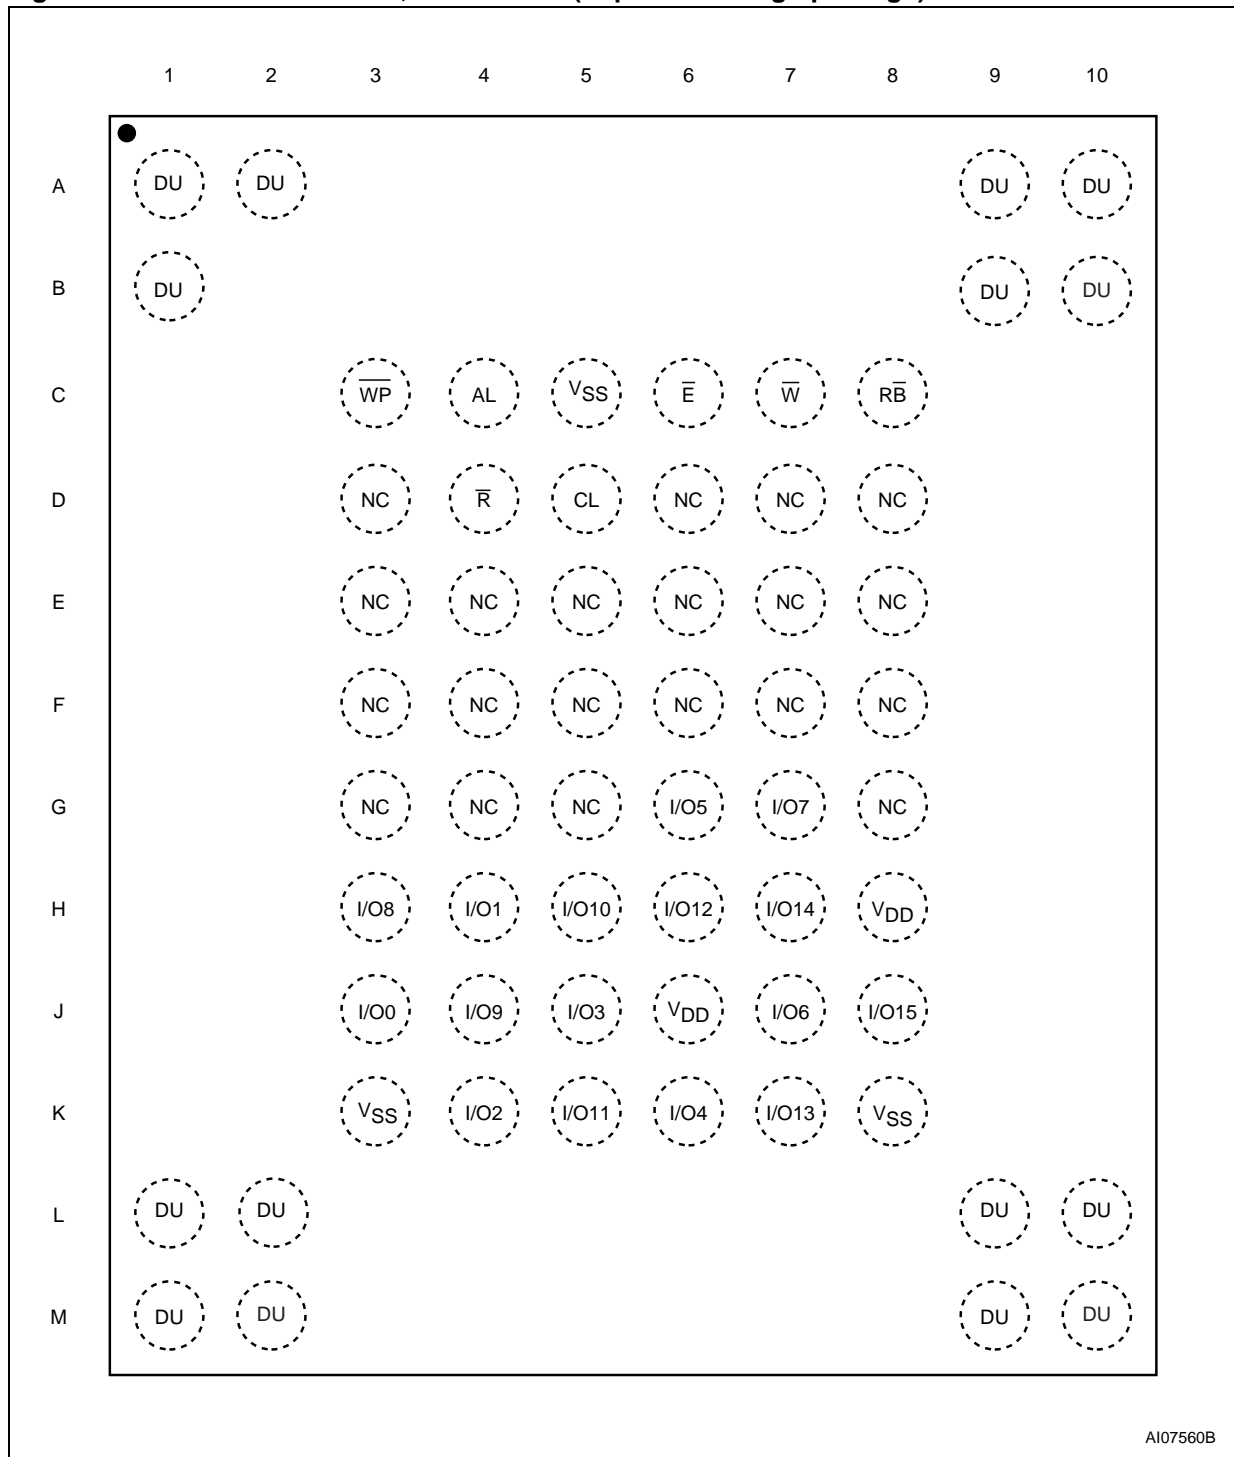 1 2 3 4 5 6 7 8 9 10
A DU DU DU DU
B DU DU DU
C W̅P̅ AL VSS E̅ W̅ RB̅
D NC R̅ CL NC NC NC
E NC NC NC NC NC NC
F NC NC NC NC NC NC
G NC NC NC I/O5 I/O7 NC
H I/O8 I/O1 I/O10 I/O12 I/O14 VDD
J I/O0 I/O9 I/O3 VDD I/O6 I/O15
K VSS I/O2 I/O11 I/O4 I/O13 VSS
L DU DU DU DU
M DU DU DU DU
AI07560B